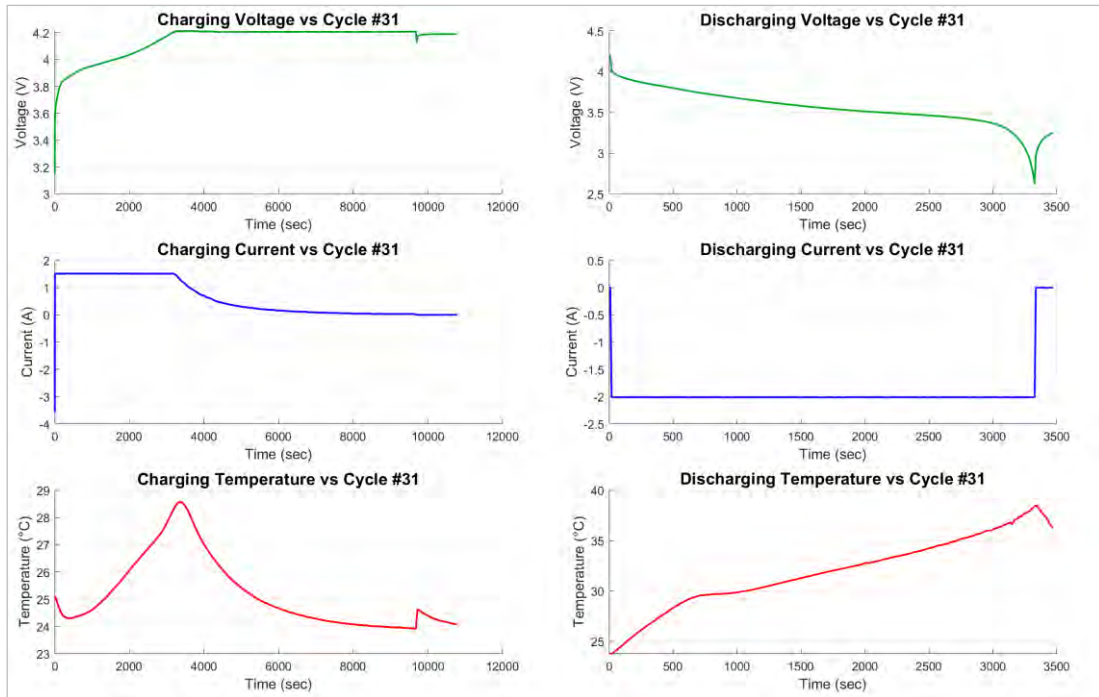 Charging Voltage vs Cycle #31
Voltage (V)
4.2
4
3.8
3.6
3.4
3.2
3
0 2000 4000 6000 8000 10000 12000
Time (sec)
Discharging Voltage vs Cycle #31
Voltage (V)
4.5
4
3.5
3
2.5
0 500 1000 1500 2000 2500 3000 3500
Time (sec)
Charging Current vs Cycle #31
Current (A)
2
1
0
-1
-2
-3
-4
0 2000 4000 6000 8000 10000 12000
Time (sec)
Discharging Current vs Cycle #31
Current (A)
0.5
0
-0.5
-1
-1.5
-2
-2.5
0 500 1000 1500 2000 2500 3000 3500
Time (sec)
Charging Temperature vs Cycle #31
Temperature (°C)
29
28
27
26
25
24
23
0 2000 4000 6000 8000 10000 12000
Time (sec)
Discharging Temperature vs Cycle #31
Temperature (°C)
40
35
30
25
0 500 1000 1500 2000 2500 3000 3500
Time (sec)